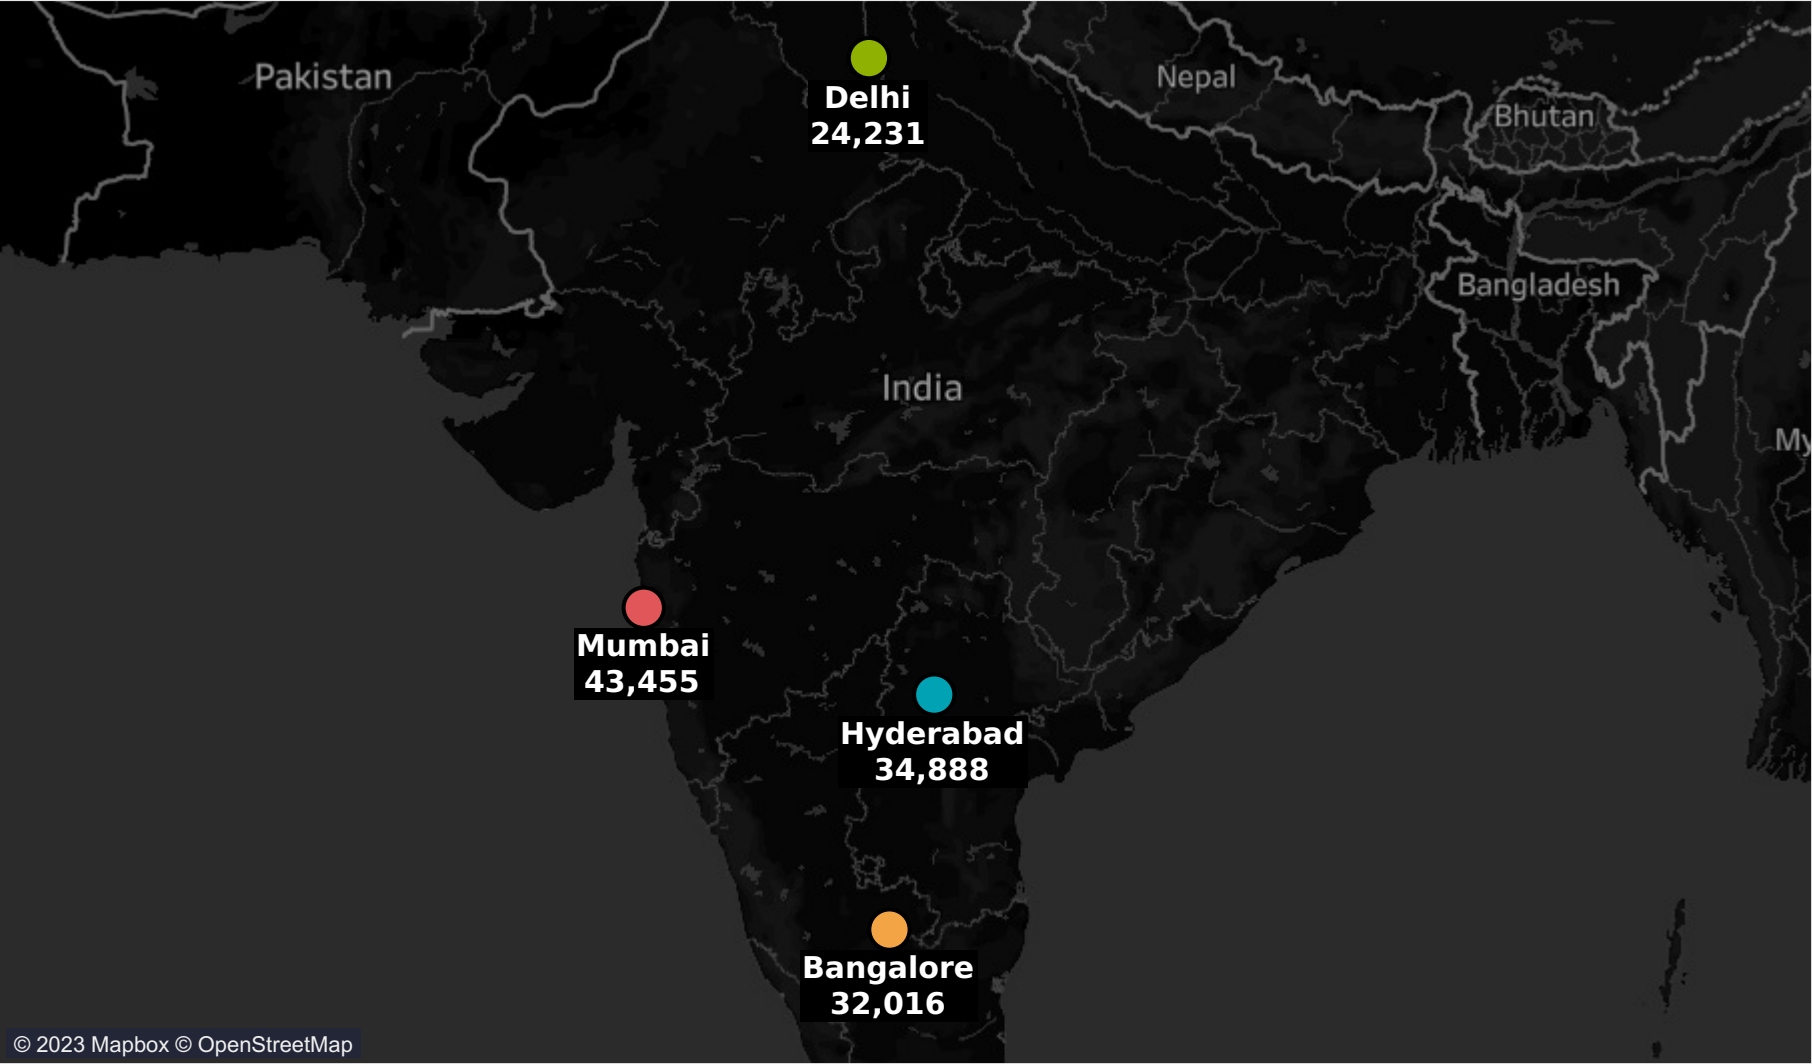 Pakistan
Delhi
24,231
Nepal
Bhutan
Bangladesh
India
My
Mumbai
43,455
Hyderabad
34,888
Bangalore
32,016
© 2023 Mapbox © OpenStreetMap